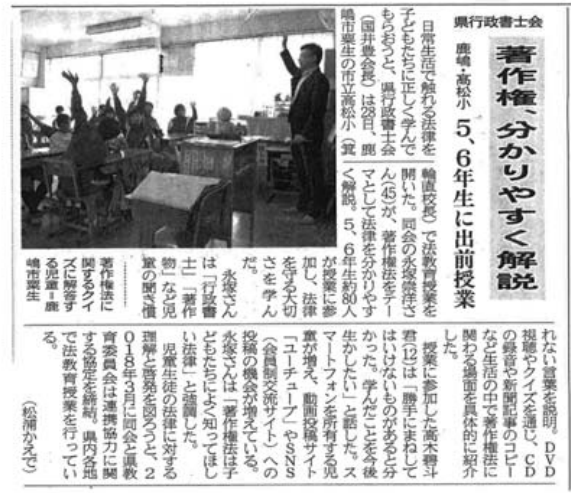 県行政書士会
著作権、分かりやすく解説
鹿嶋・高松小 5、6年生に出前授業
日常生活で触れる法律を
子どもたちに正しく学んで
もらおうと、県行政書士会
(国井豊会長)は28日、鹿
嶋市粟生の市立高松小(箕
輪直校長)で法教育授業を
開いた。同会の永塚崇洋さ
ん(45)が、著作権法をテー
マとして法律を分かりやす
く解説。5、6年生約80人
が授業に参
加し、法律
を守る大切
さを学ん
だ。
永塚さん
は「行政書
士」「著作
物」など児
童の聞き慣
れない言葉を説明。DVD
視聴やクイズを通じ、CD
の録音や新聞記事のコピー
など生活の中で著作権法に
関わる場面を具体的に紹介
した。
授業に参加した高木碧斗
君(12)は「勝手にまねして
はいけないものがあると分
かった。学んだことを今後
生かしたい」と話した。ス
マートフォンを所有する児
童が増え、動画投稿サイト
「ユーチューブ」やSNS
(会員制交流サイト)への
投稿の機会が増えている。
永塚さんは「著作権法は子
どもたちによく知ってほし
い法律」と強調した。
児童生徒の法律に対する
理解と啓発を図ろうと、2
018年3月に同会と県教
育委員会は連携協力に関
する協定を締結。県内各地
で法教育授業を行ってい
る。
(松浦かえで)
著作権法に
関するクイ
ズに解答す
る児童=鹿
嶋市粟生